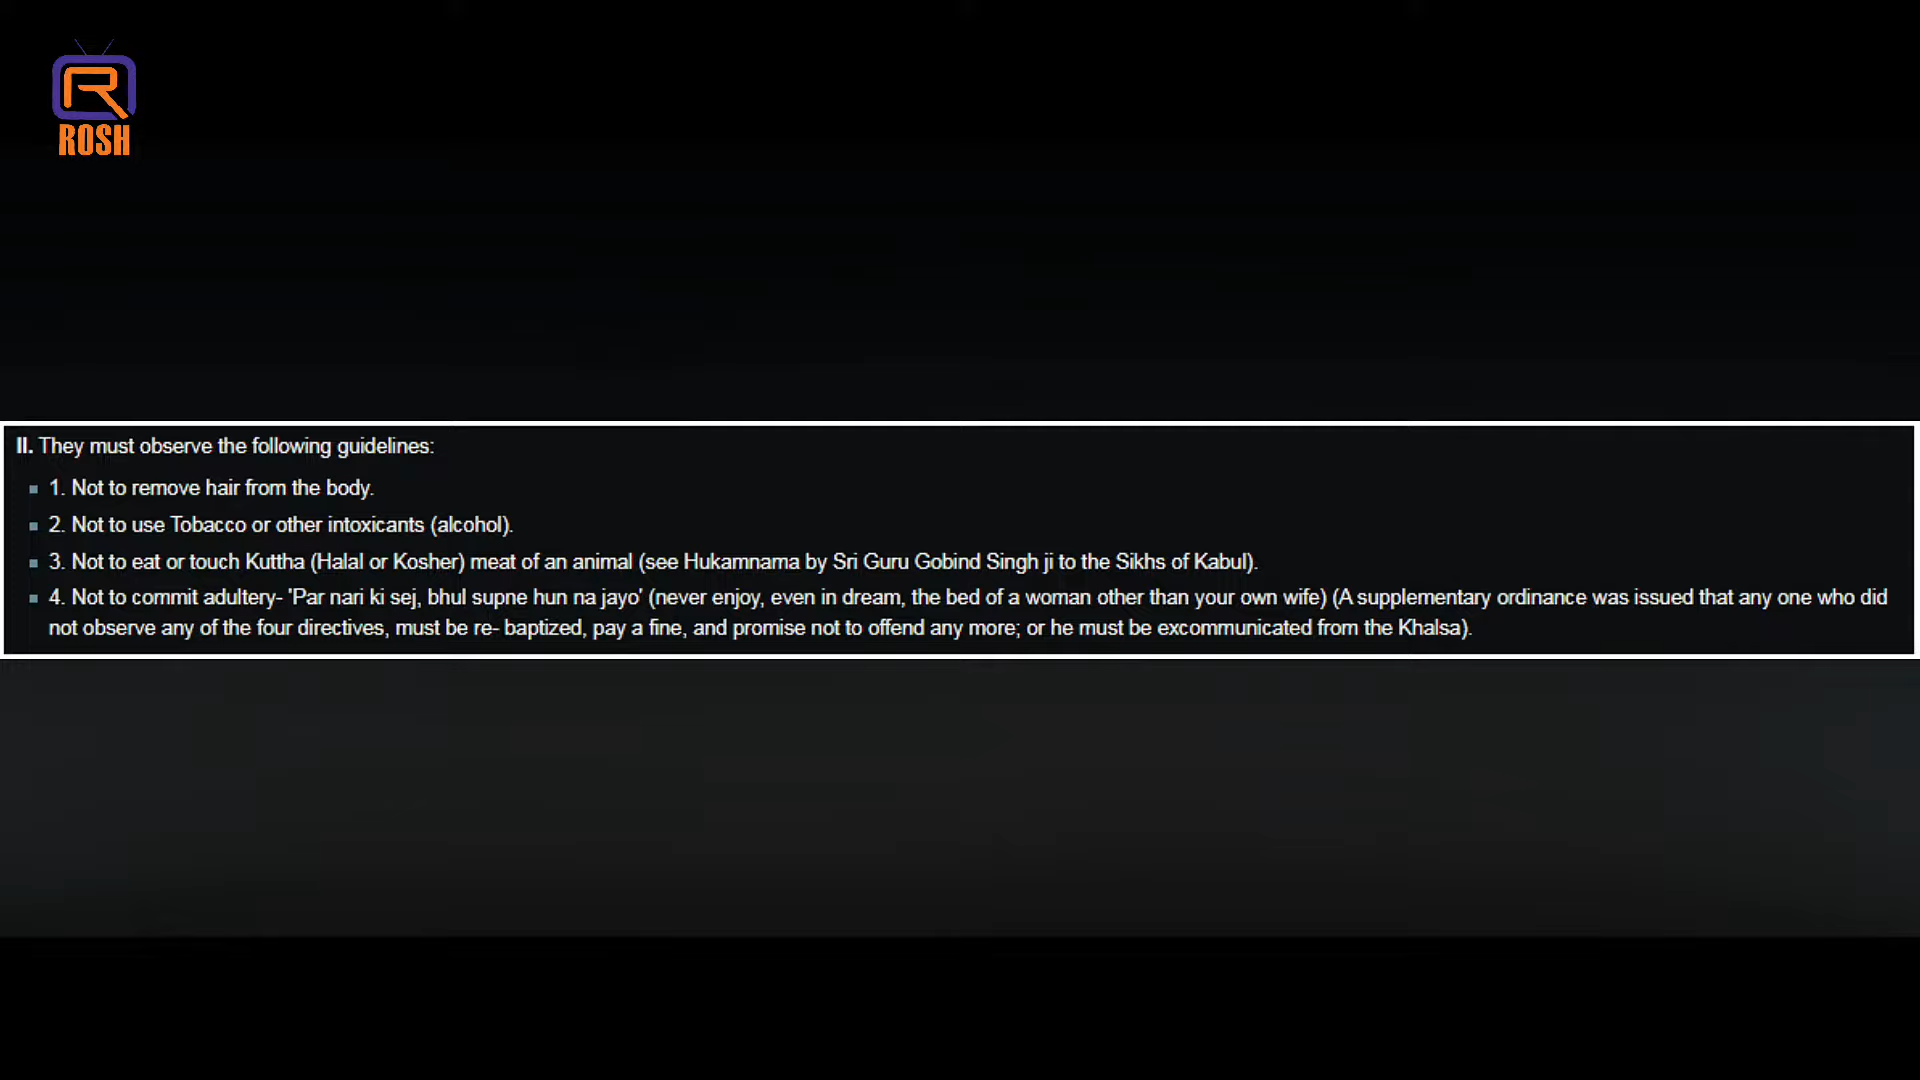 R
ROSH
II. They must observe the following guidelines:
1. Not to remove hair from the body.
2. Not to use Tobacco or other intoxicants (alcohol).
3. Not to eat or touch Kuttha (Halal or Kosher) meat of an animal (see Hukamnama by Sri Guru Gobind Singh ji to the Sikhs of Kabul).
4. Not to commit adultery- 'Par nari ki sej, bhul supne hun na jayo' (never enjoy, even in dream, the bed of a woman other than your own wife) (A supplementary ordinance was issued that any one who did
not observe any of the four directives, must be re- baptized, pay a fine, and promise not to offend any more; or he must be excommunicated from the Khalsa).